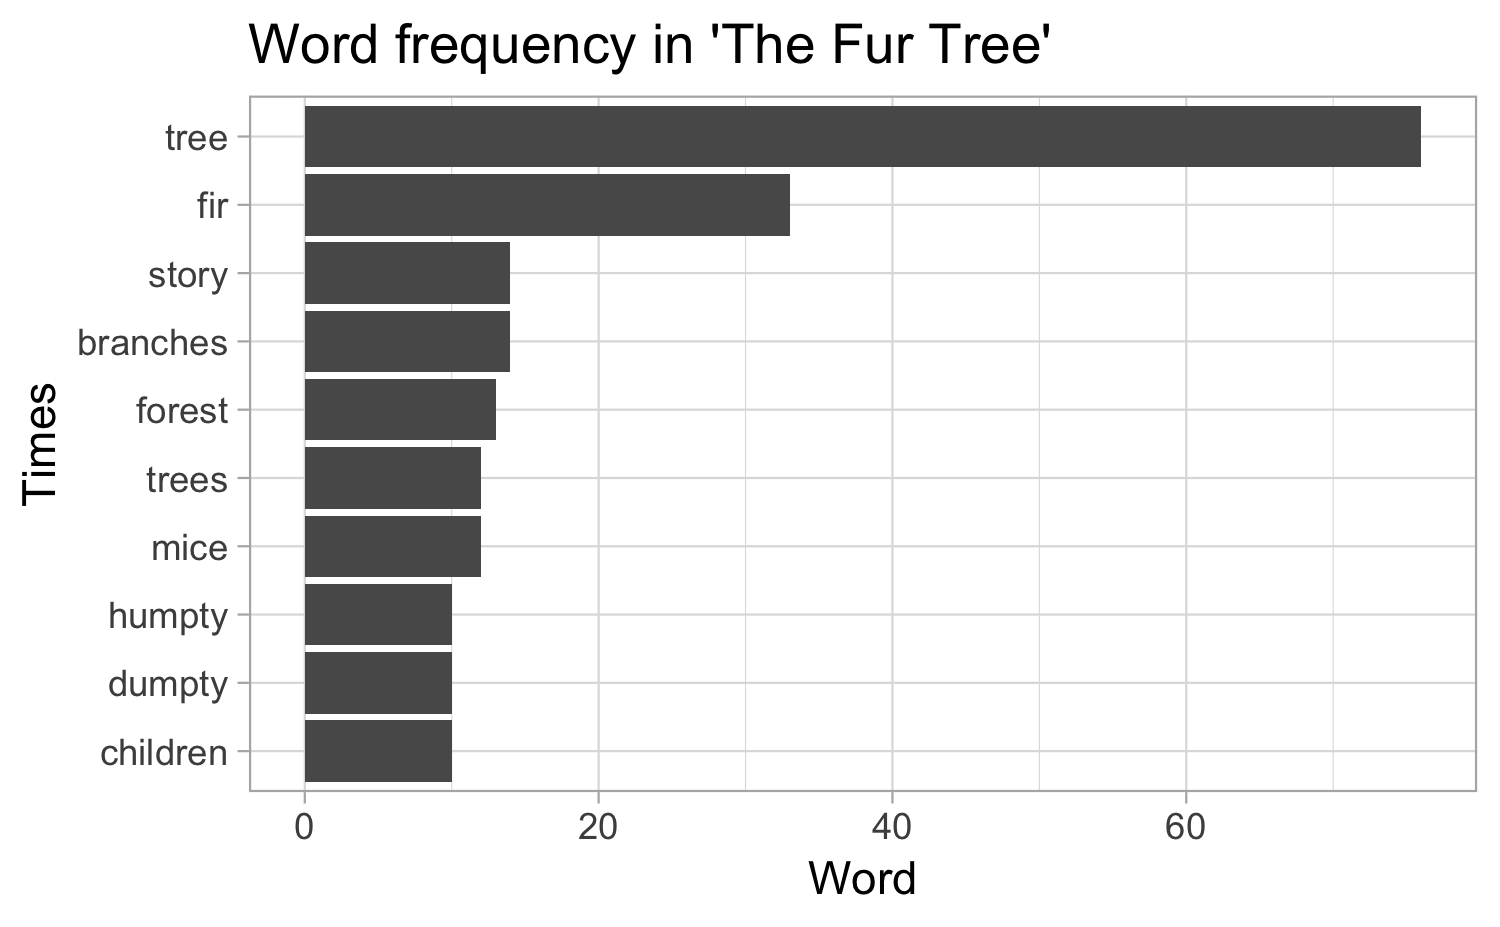 Word frequency in 'The Fur Tree'
tree
fir
story
branches
forest
trees
mice
humpty
dumpty
children
Times
0 20 40 60
Word